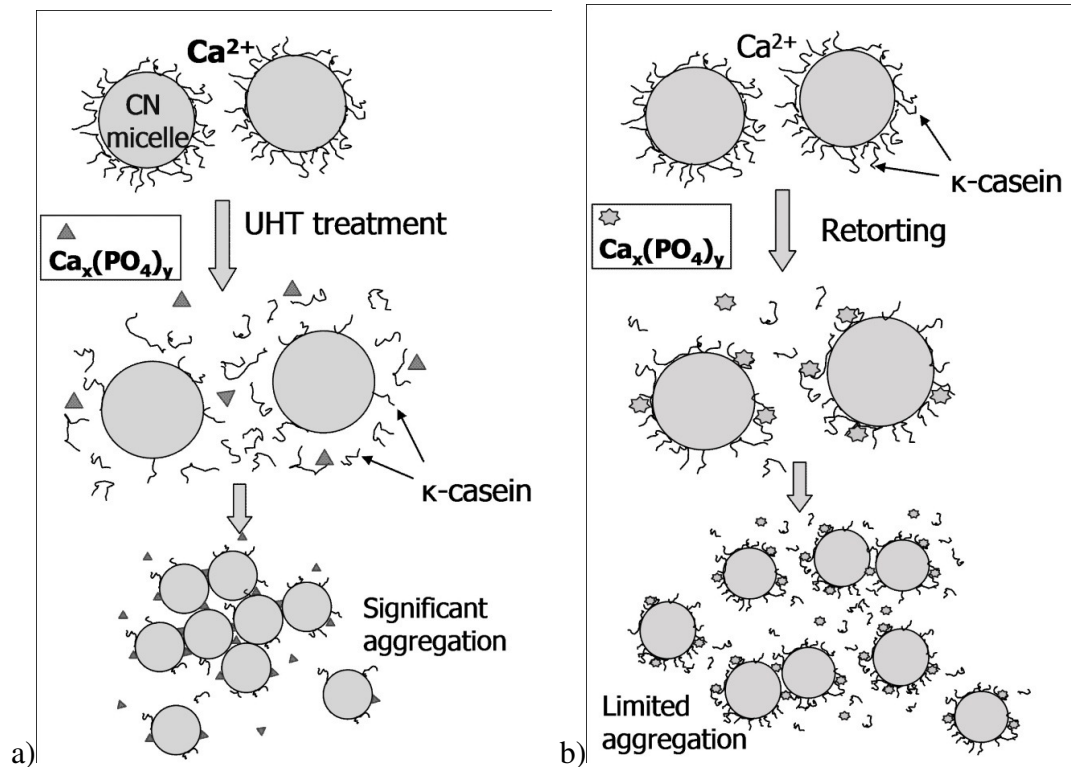 Ca²⁺
CN
micelle
UHT treatment
Caₓ(PO₄)ᵧ
κ-casein
Significant
aggregation
a)
Ca²⁺
κ-casein
Retorting
Caₓ(PO₄)ᵧ
Limited
aggregation
b)